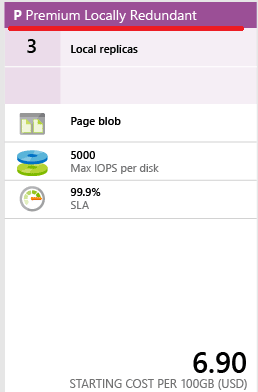 P Premium Locally Redundant
3 Local replicas
Page blob
5000
Max IOPS per disk
99.9%
SLA
6.90
STARTING COST PER 100GB (USD)